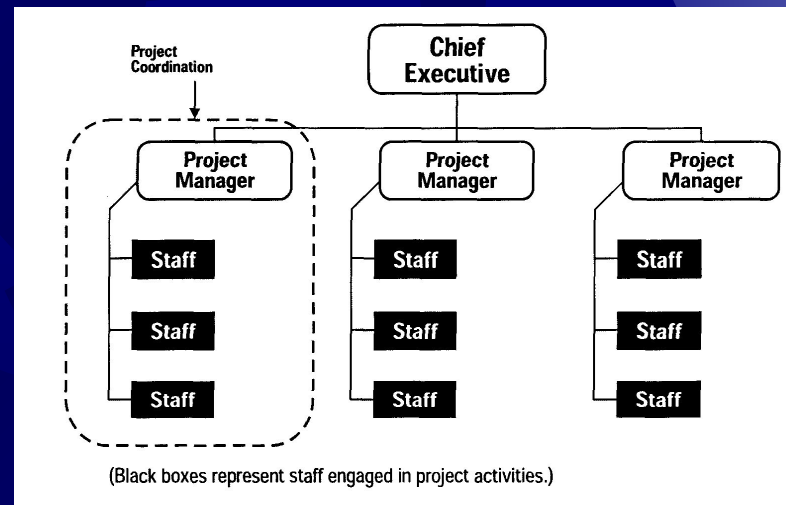 Project
Coordination
Chief
Executive
Project
Manager
Project
Manager
Project
Manager
Staff
Staff
Staff
Staff
Staff
Staff
Staff
Staff
Staff
(Black boxes represent staff engaged in project activities.)